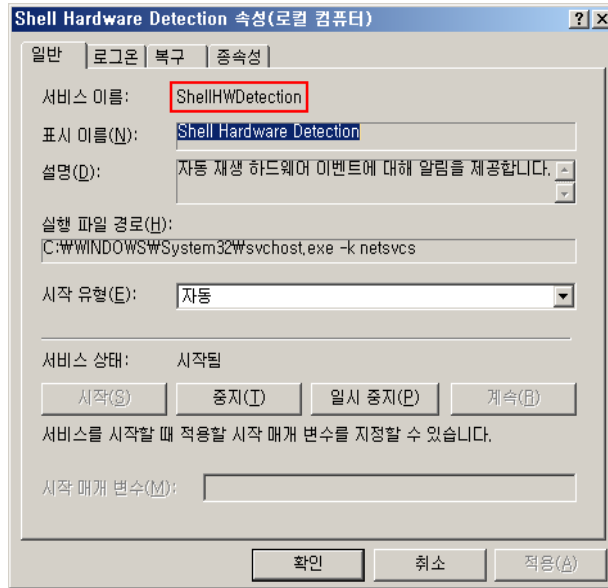 Shell Hardware Detection 속성(로컬 컴퓨터)
일반 로그온 복구 종속성
서비스 이름: ShellHWDetection
표시 이름(N): Shell Hardware Detection
설명(D): 자동 재생 하드웨어 이벤트에 대해 알림을 제공합니다.
실행 파일 경로(H):
C:₩WINDOWS₩System32₩svchost.exe -k netsvcs
시작 유형(E): 자동
서비스 상태: 시작됨
시작(S) 중지(T) 일시 중지(P) 계속(R)
서비스를 시작할 때 적용할 시작 매개 변수를 지정할 수 있습니다.
시작 매개 변수(M):
확인 취소 적용(A)